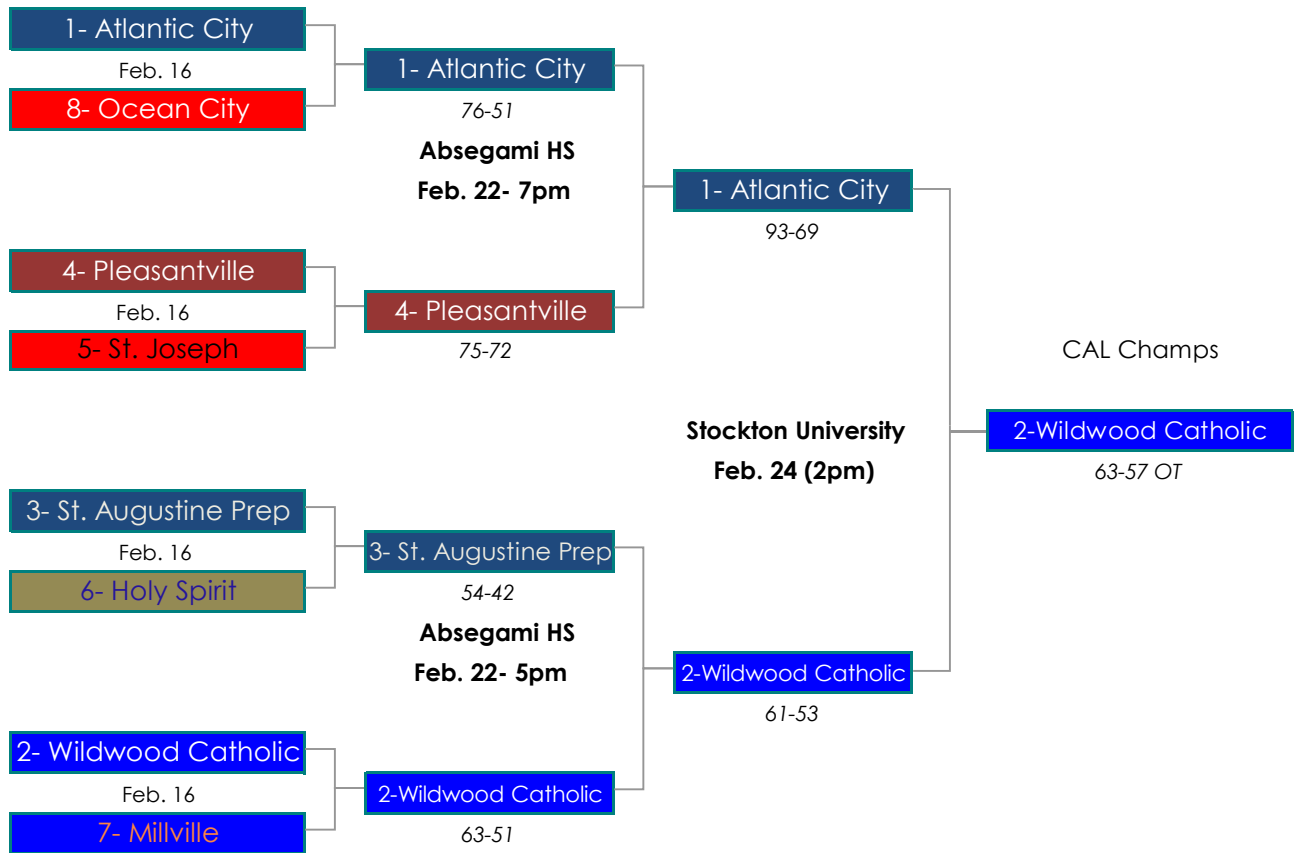 1- Atlantic City
Feb. 16
8- Ocean City
1- Atlantic City
76-51
Absegami HS
Feb. 22- 7pm
4- Pleasantville
Feb. 16
5- St. Joseph
4- Pleasantville
75-72
1- Atlantic City
93-69
3- St. Augustine Prep
Feb. 16
6- Holy Spirit
3- St. Augustine Prep
54-42
Absegami HS
Feb. 22- 5pm
2- Wildwood Catholic
Feb. 16
7- Millville
2-Wildwood Catholic
63-51
2-Wildwood Catholic
61-53
Stockton University
Feb. 24 (2pm)
CAL Champs
2-Wildwood Catholic
63-57 OT